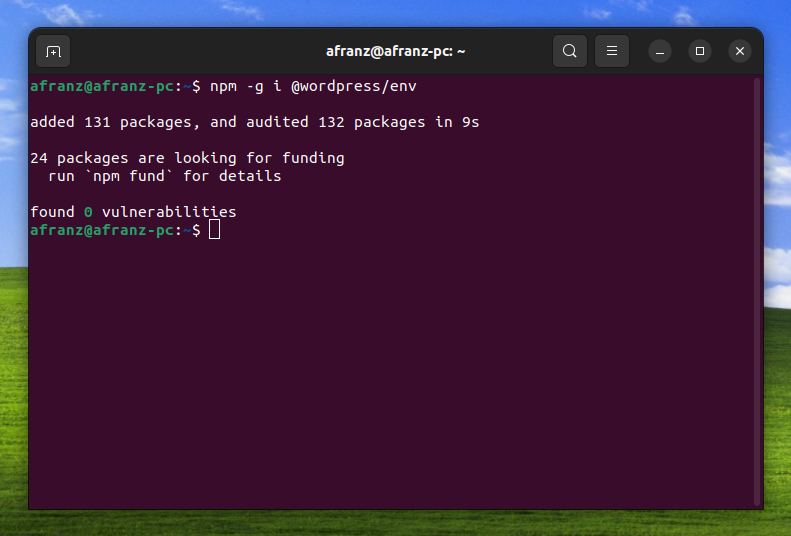 afranz@afranz-pc: ~
afranz@afranz-pc:~$ npm -g i @wordpress/env
added 131 packages, and audited 132 packages in 9s
24 packages are looking for funding
  run `npm fund` for details
found 0 vulnerabilities
afranz@afranz-pc:~$